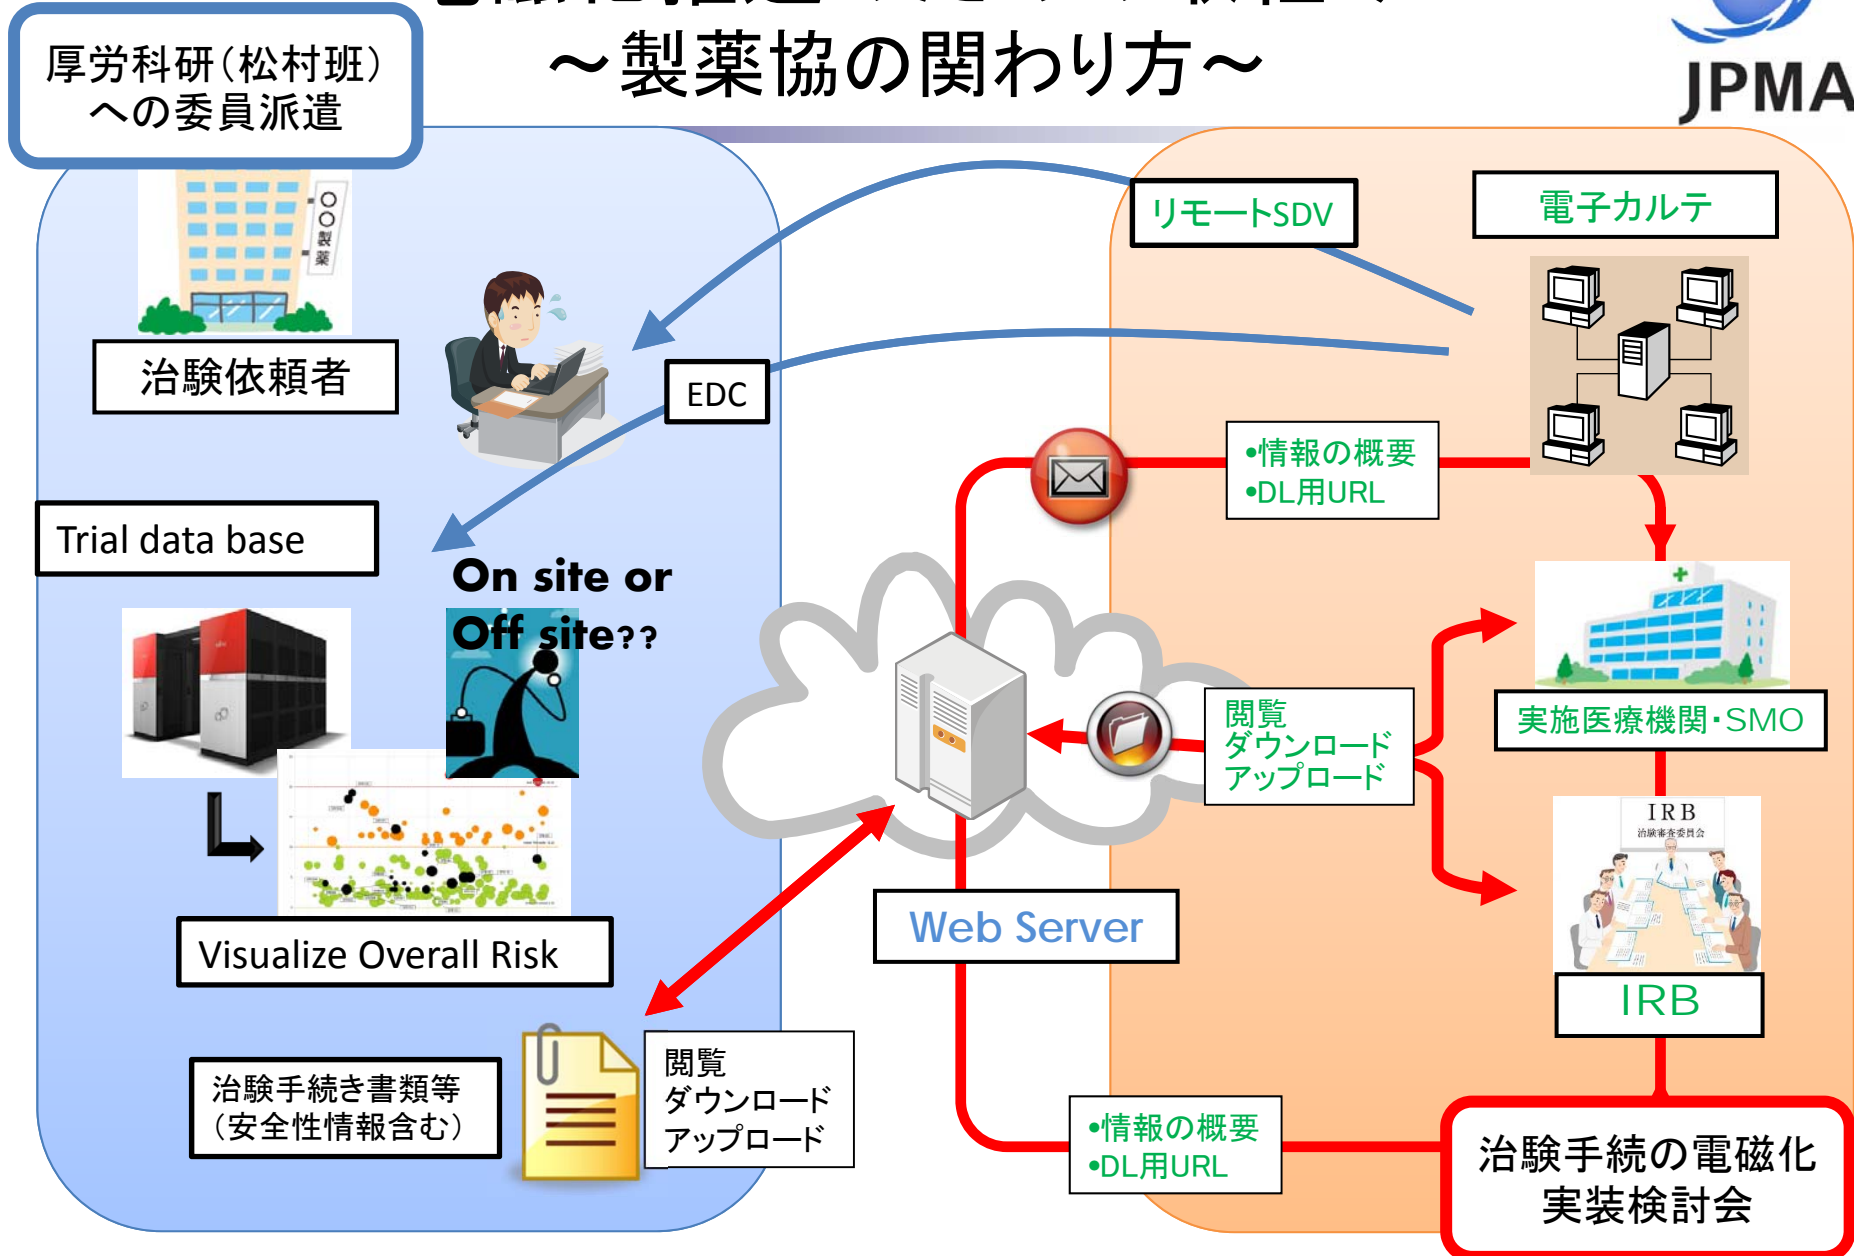 ～製薬協の関わり方～
JPMA
厚労科研（松村班）
への委員派遣
〇〇製薬
治験依頼者
リモートSDV
電子カルテ
EDC
•情報の概要
•DL用URL
Trial data base
On site or
Off site??
閲覧
ダウンロード
アップロード
実施医療機関・SMO
IRB
治験審査委員会
Web Server
Visualize Overall Risk
IRB
治験手続き書類等
（安全性情報含む）
閲覧
ダウンロード
アップロード
•情報の概要
•DL用URL
治験手続の電磁化
実装検討会